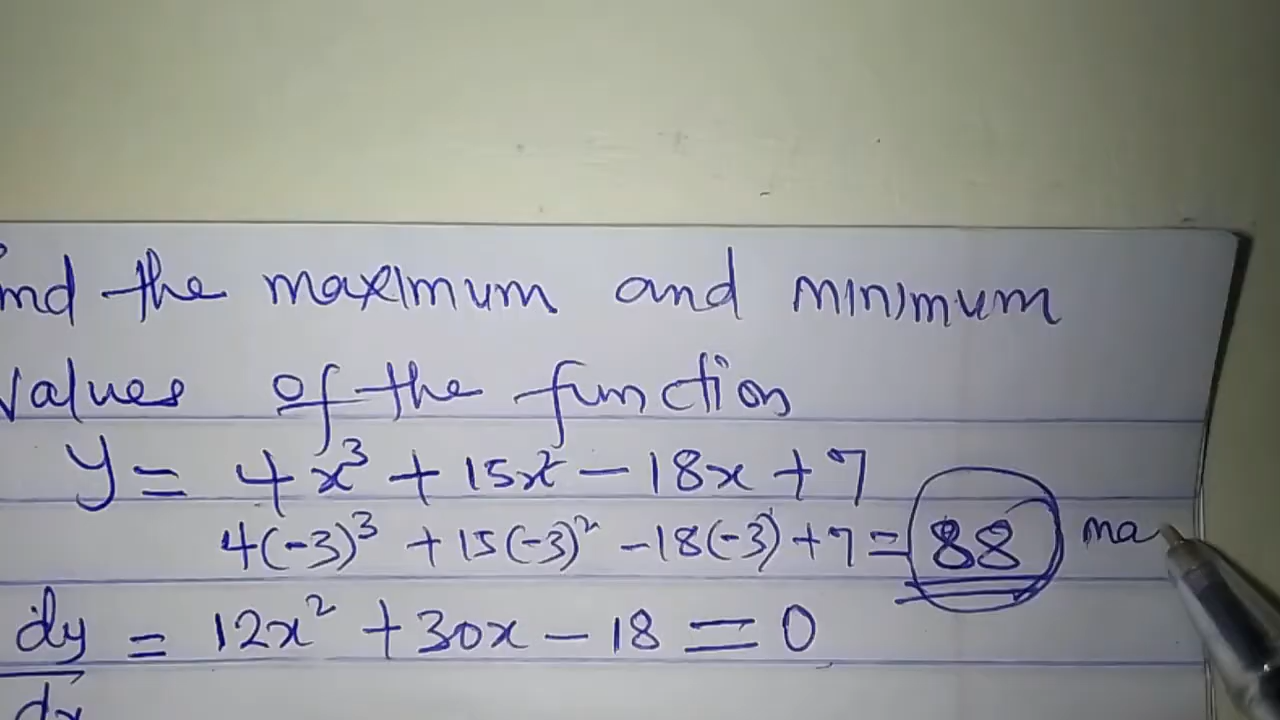 ind the maximum and minimum
values of the function
y = 4x³ + 15x² - 18x + 7
4(-3)³ + 15(-3)² - 18(-3) + 7 = 88 ma
dy/dx = 12x² + 30x - 18 = 0